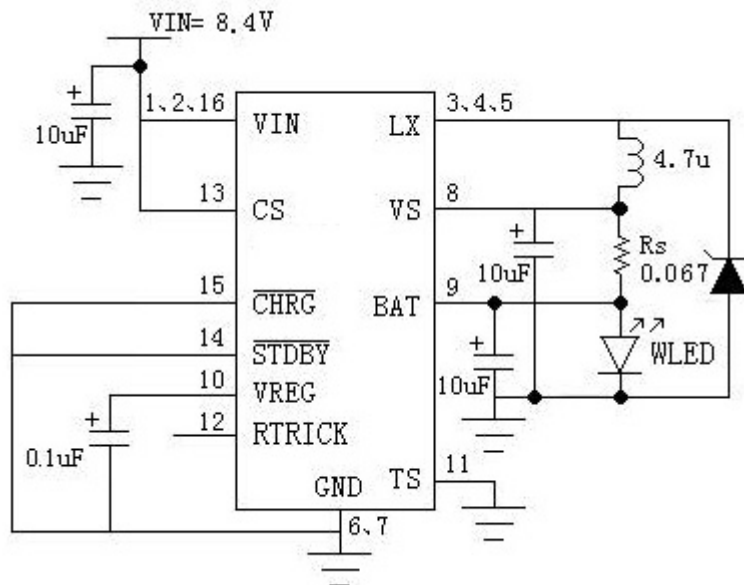 VIN= 8.4V
+
10uF
1、2、16
VIN
LX
3、4、5
4.7u
13
CS
VS
8
+
10uF
Rs
0.067
15
CHRG
BAT
9
14
STDBY
+
10uF
WLED
10
VREG
+
0.1uF
12
RTRICK
TS
11
GND
6、7